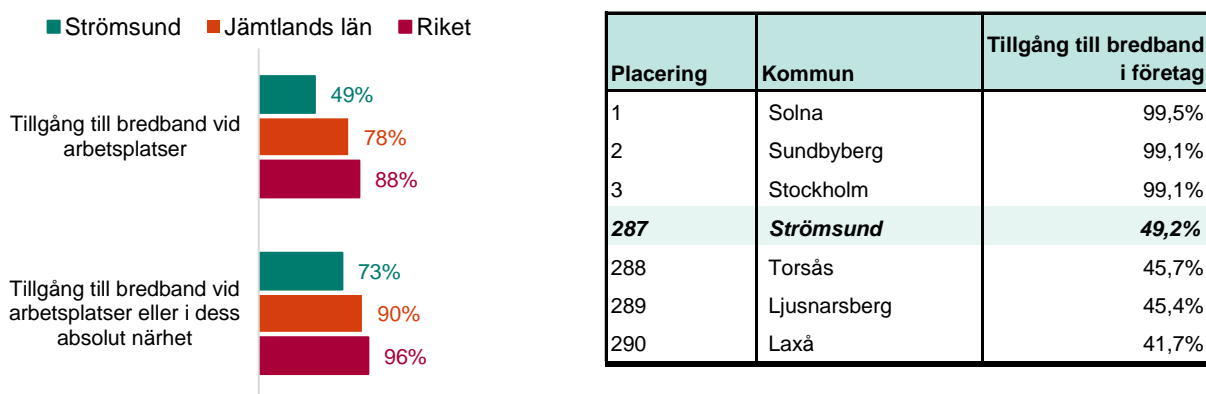 Strömsund Jämtlands län Riket
Tillgång till bredband vid
arbetsplatser
49%
78%
88%
Tillgång till bredband vid
arbetsplatser eller i dess
absolut närhet
73%
90%
96%
Placering Kommun Tillgång till bredband
i företag
1 Solna 99,5%
2 Sundbyberg 99,1%
3 Stockholm 99,1%
287 Strömsund 49,2%
288 Torsås 45,7%
289 Ljusnarsberg 45,4%
290 Laxå 41,7%